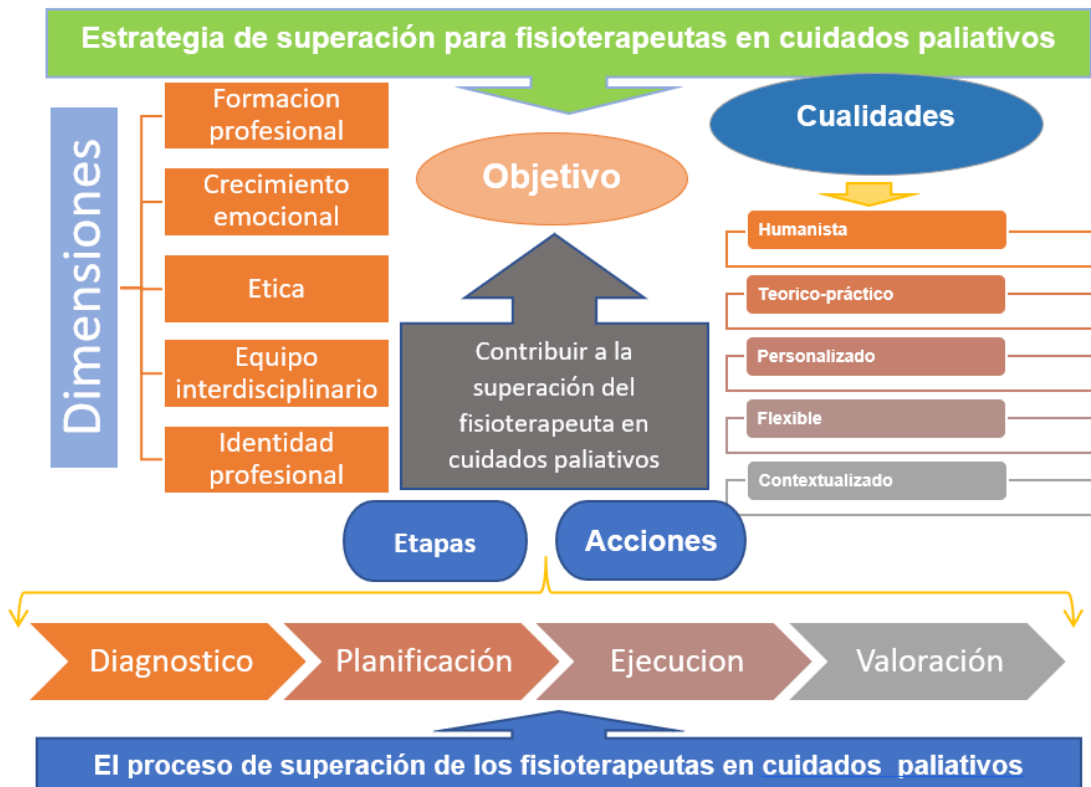 Estrategia de superación para fisioterapeutas en cuidados paliativos
Dimensiones
Formacion
profesional
Crecimiento
emocional
Etica
Equipo
interdisciplinario
Identidad
profesional
Objetivo
Contribuir a la
superación del
fisioterapeuta en
cuidados paliativos
Cualidades
Humanista
Teorico-práctico
Personalizado
Flexible
Contextualizado
Etapas
Acciones
Diagnostico
Planificación
Ejecucion
Valoración
El proceso de superación de los fisioterapeutas en cuidados paliativos